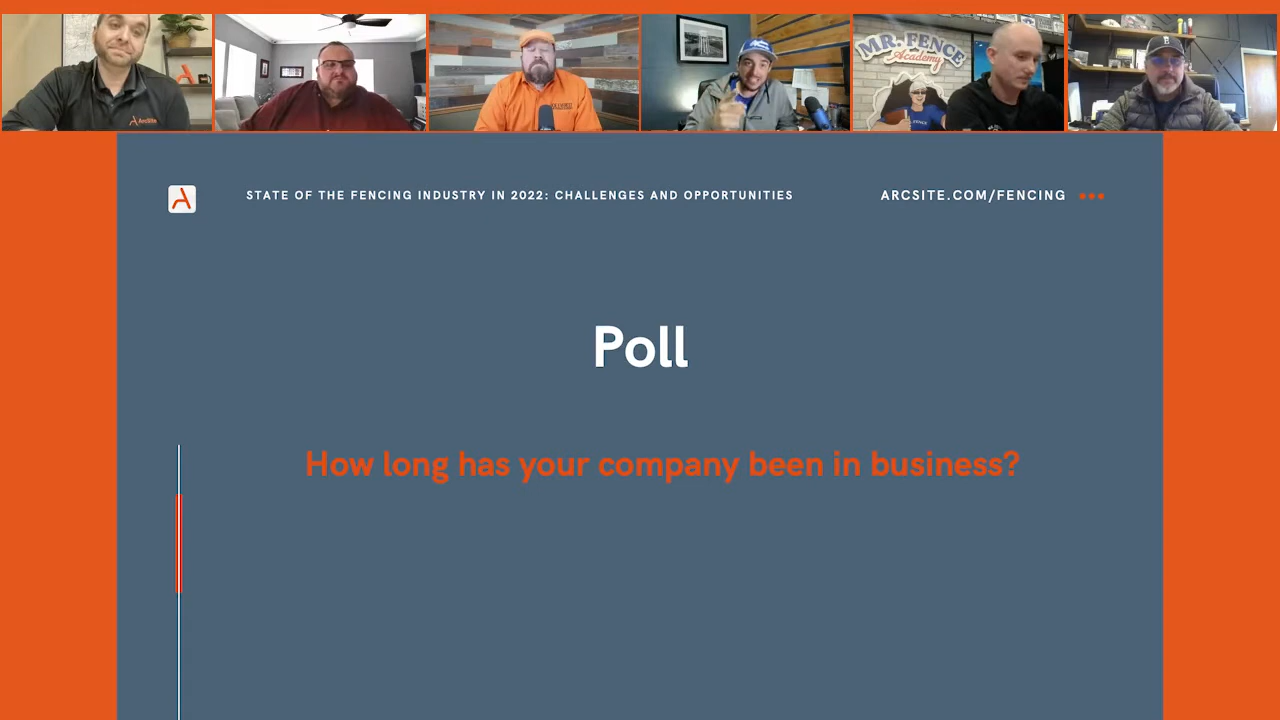 ArcSite
MR. FENCE
Academy
STATE OF THE FENCING INDUSTRY IN 2022: CHALLENGES AND OPPORTUNITIES
ARCSITE.COM/FENCING
Poll
How long has your company been in business?